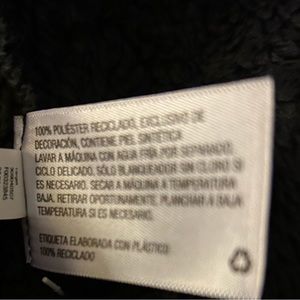 100% POLIÉSTER RECICLADO, EXCLUSIVO DE
DECORACIÓN, CONTIENE PIEL SINTÉTICA
LAVAR A MÁQUINA CON AGUA FRÍA POR SEPARADO,
CICLO DELICADO. SÓLO BLANQUEADOR SIN CLORO SI
ES NECESARIO. SECAR A MÁQUINA A TEMPERATURA
BAJA. RETIRAR OPORTUNAMENTE. PLANCHAR A BAJA
TEMPERATURA SI ES NECESARIO.
ETIQUETA ELABORADA CON PLÁSTICO
100% RECICLADO